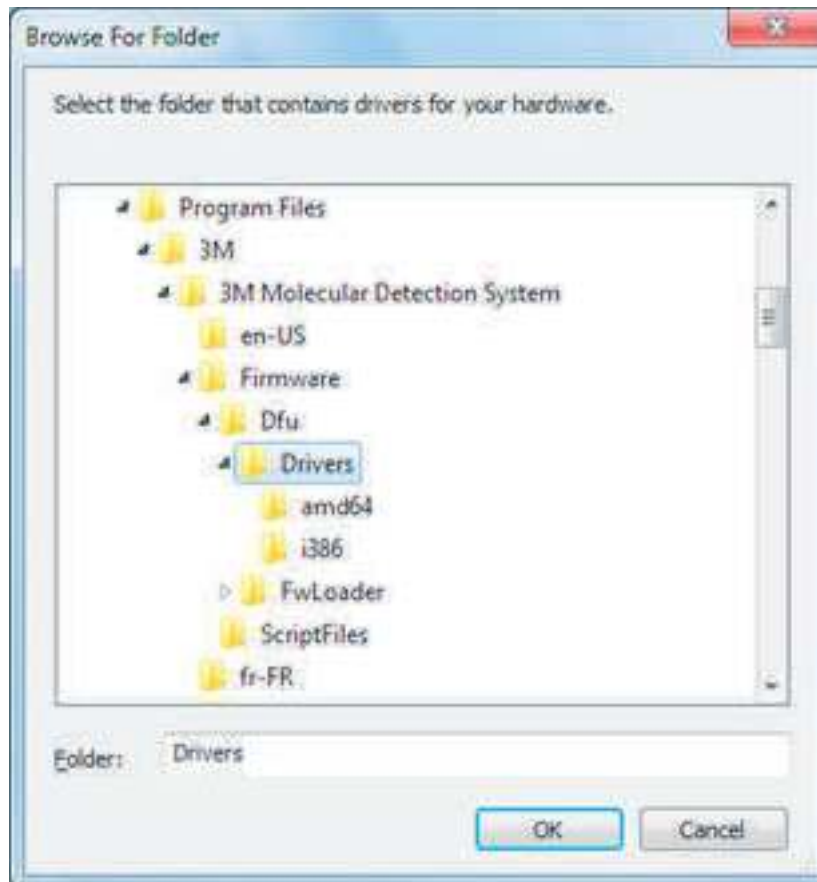 Browse For Folder
Select the folder that contains drivers for your hardware.
Program Files
3M
3M Molecular Detection System
en-US
Firmware
Dfu
Drivers
amd64
i386
FwLoader
ScriptFiles
fr-FR
Folder: Drivers
OK Cancel